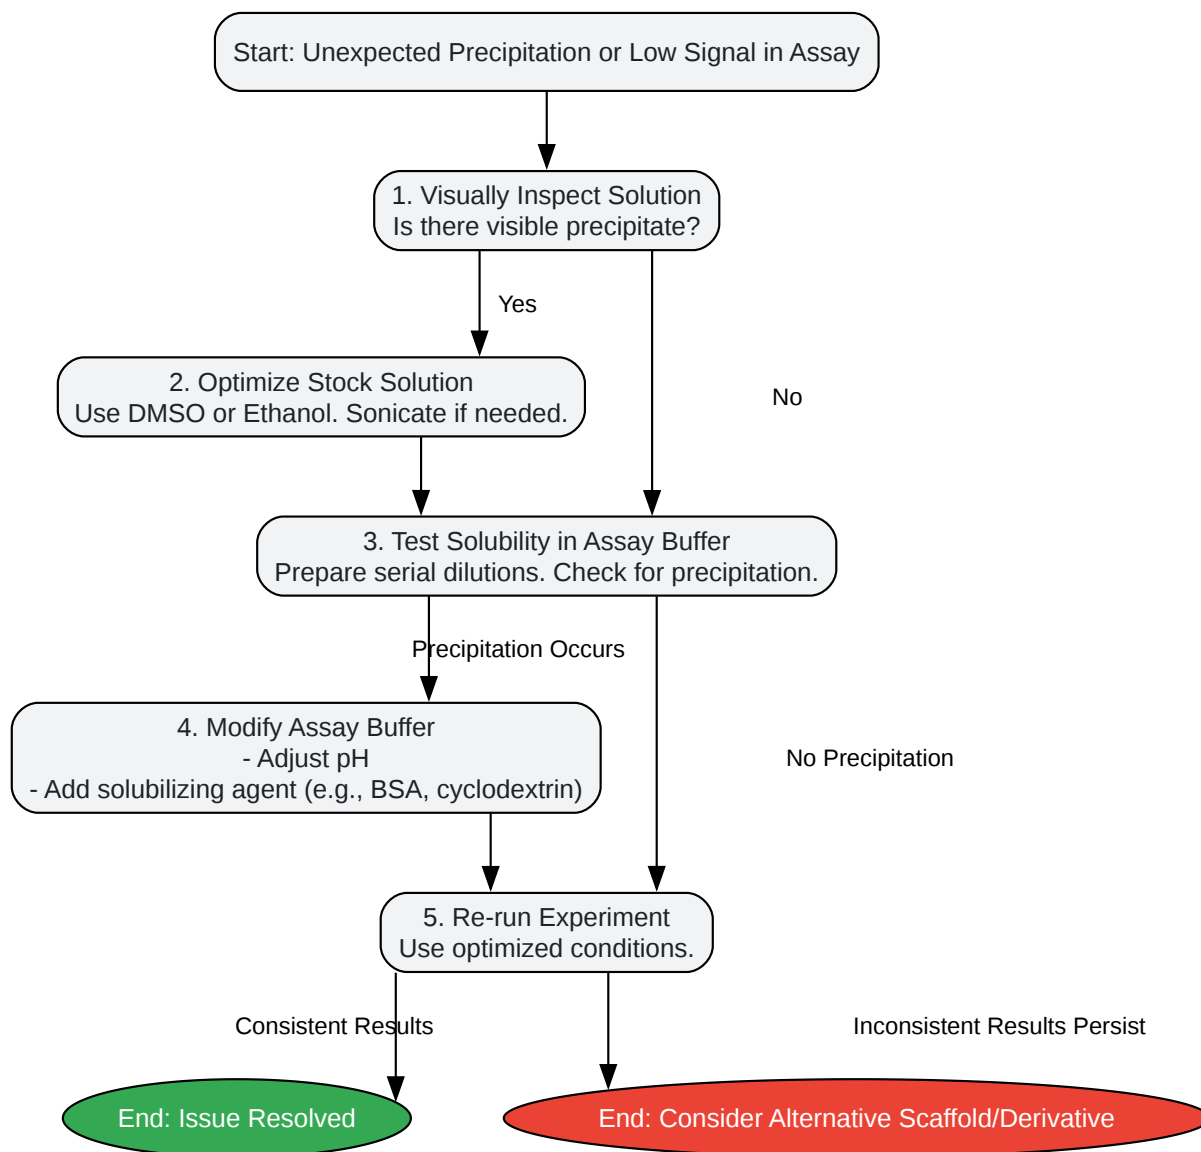 Start: Unexpected Precipitation or Low Signal in Assay
1. Visually Inspect Solution
Is there visible precipitate?
Yes
2. Optimize Stock Solution
Use DMSO or Ethanol. Sonicate if needed.
No
3. Test Solubility in Assay Buffer
Prepare serial dilutions. Check for precipitation.
Precipitation Occurs
4. Modify Assay Buffer
- Adjust pH
- Add solubilizing agent (e.g., BSA, cyclodextrin)
No Precipitation
5. Re-run Experiment
Use optimized conditions.
Consistent Results
Inconsistent Results Persist
End: Issue Resolved
End: Consider Alternative Scaffold/Derivative